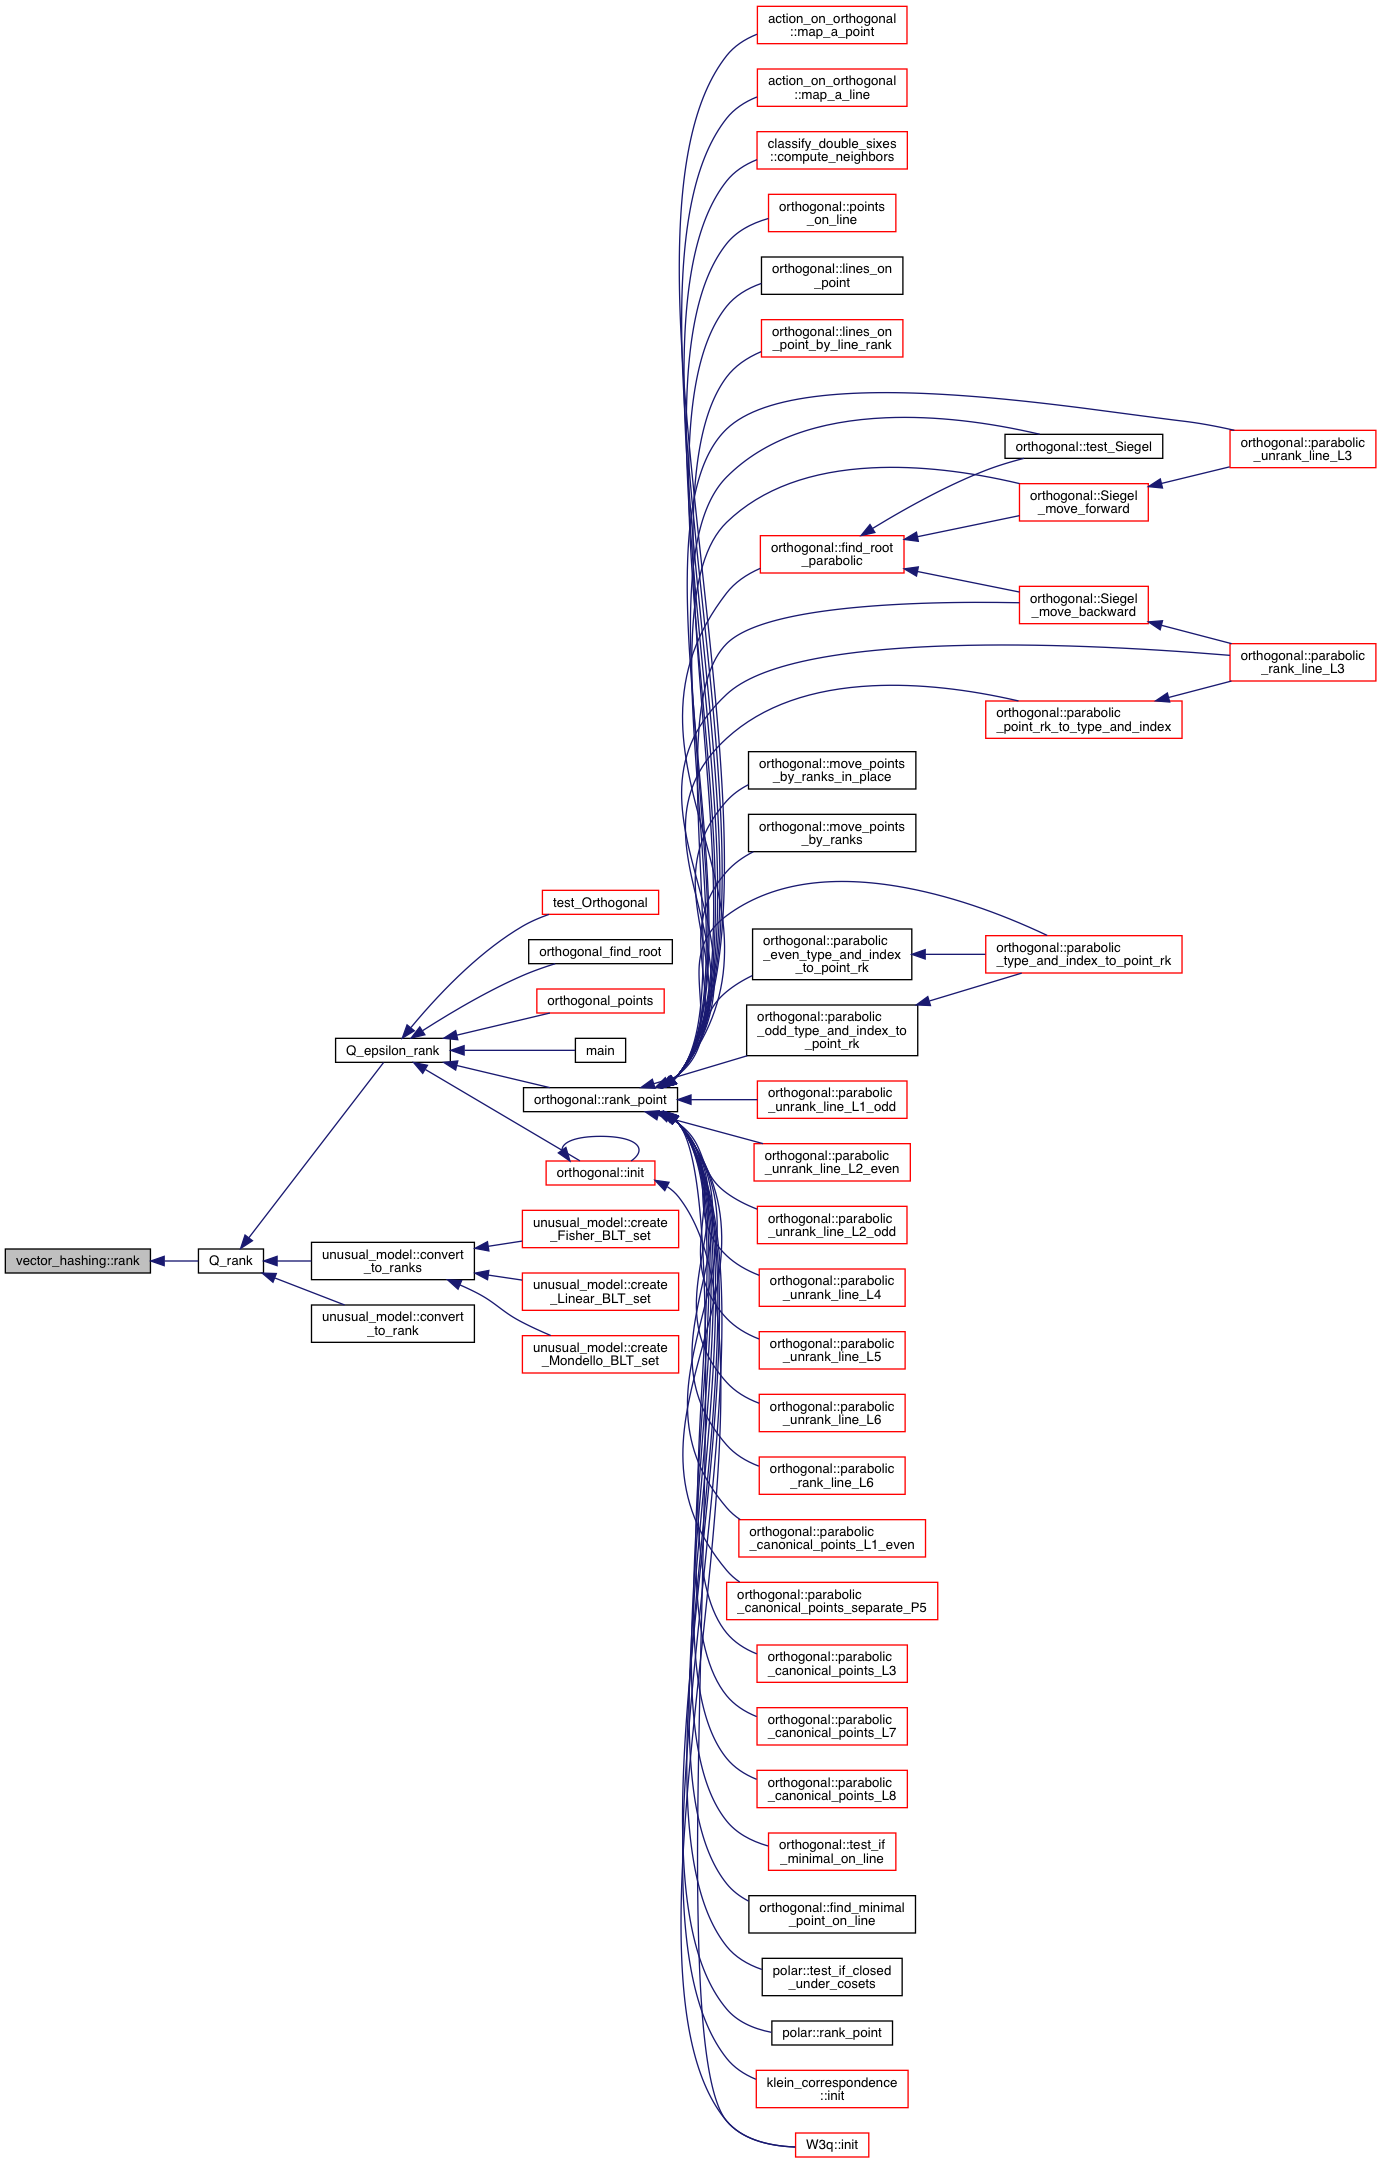 action_on_orthogonal
::map_a_point
action_on_orthogonal
::map_a_line
classify_double_sixes
::compute_neighbors
orthogonal::points
_on_line
orthogonal::lines_on
_point
orthogonal::lines_on
_point_by_line_rank
orthogonal::parabolic
_unrank_line_L3
orthogonal::test_Siegel
orthogonal::Siegel
_move_forward
orthogonal::find_root
_parabolic
orthogonal::Siegel
_move_backward
orthogonal::parabolic
_rank_line_L3
orthogonal::parabolic
_point_rk_to_type_and_index
orthogonal::move_points
_by_ranks_in_place
orthogonal::move_points
_by_ranks
test_Orthogonal
orthogonal_find_root
orthogonal::parabolic
_even_type_and_index
_to_point_rk
orthogonal::parabolic
_type_and_index_to_point_rk
orthogonal_points
orthogonal::parabolic
_odd_type_and_index_to
_point_rk
Q_epsilon_rank
main
orthogonal::rank_point
orthogonal::parabolic
_unrank_line_L1_odd
orthogonal::parabolic
_unrank_line_L2_even
orthogonal::init
orthogonal::parabolic
_unrank_line_L2_odd
unusual_model::create
_Fisher_BLT_set
vector_hashing::rank
Q_rank
unusual_model::convert
_to_ranks
unusual_model::create
_Linear_BLT_set
orthogonal::parabolic
_unrank_line_L4
unusual_model::convert
_to_rank
unusual_model::create
_Mondello_BLT_set
orthogonal::parabolic
_unrank_line_L5
orthogonal::parabolic
_unrank_line_L6
orthogonal::parabolic
_rank_line_L6
orthogonal::parabolic
_canonical_points_L1_even
orthogonal::parabolic
_canonical_points_separate_P5
orthogonal::parabolic
_canonical_points_L3
orthogonal::parabolic
_canonical_points_L7
orthogonal::parabolic
_canonical_points_L8
orthogonal::test_if
_minimal_on_line
orthogonal::find_minimal
_point_on_line
polar::test_if_closed
_under_cosets
polar::rank_point
klein_correspondence
::init
W3q::init